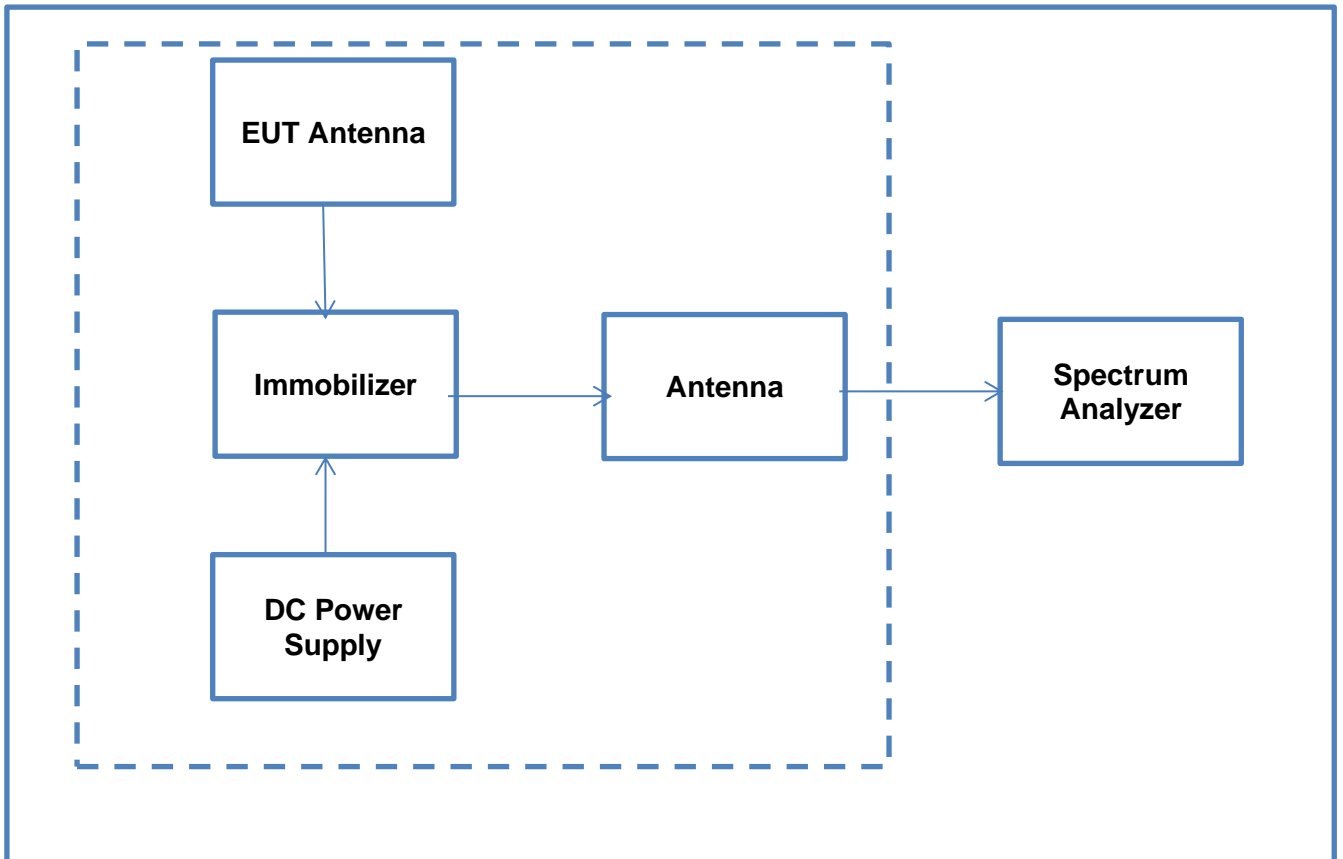 EUT Antenna
Immobilizer
Antenna
Spectrum
Analyzer
DC Power
Supply